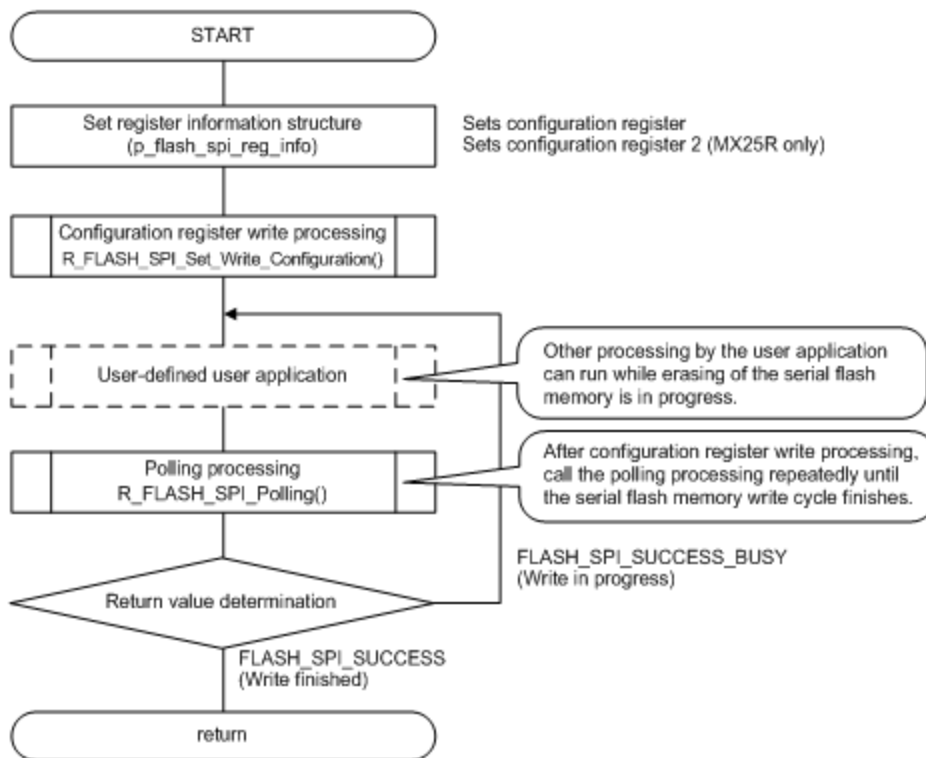 START
Set register information structure
(p_flash_spi_reg_info)
Sets configuration register
Sets configuration register 2 (MX25R only)
Configuration register write processing
R_FLASH_SPI_Set_Write_Configuration()
User-defined user application
Other processing by the user application
can run while erasing of the serial flash
memory is in progress.
Polling processing
R_FLASH_SPI_Polling()
After configuration register write processing,
call the polling processing repeatedly until
the serial flash memory write cycle finishes.
FLASH_SPI_SUCCESS_BUSY
(Write in progress)
Return value determination
FLASH_SPI_SUCCESS
(Write finished)
return